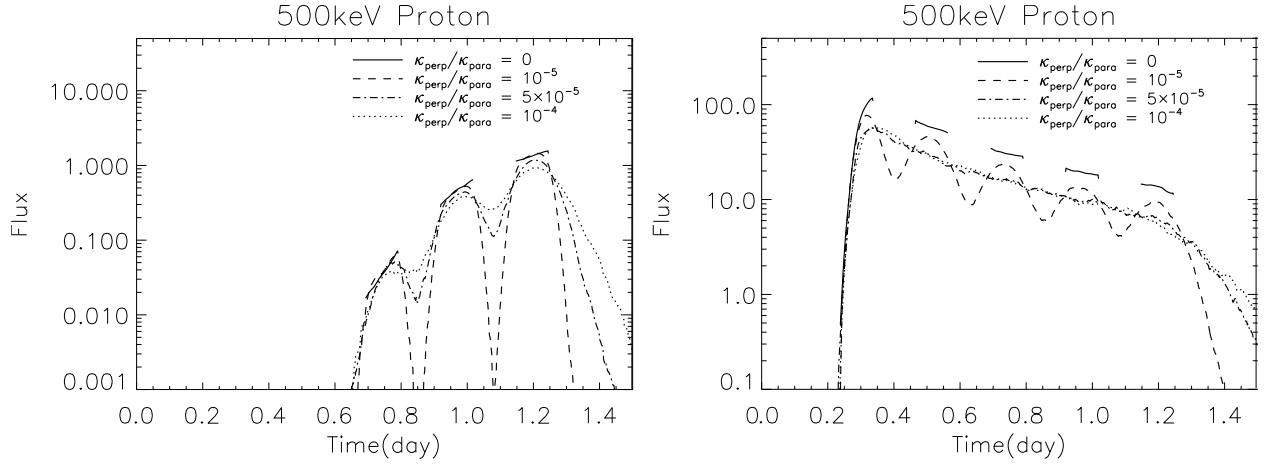 500keV Proton
κperp/κpara = 0
κperp/κpara = 10⁻⁵
κperp/κpara = 5×10⁻⁵
κperp/κpara = 10⁻⁴
10.000
1.000
0.100
0.010
0.001
Flux
0.0 0.2 0.4 0.6 0.8 1.0 1.2 1.4
Time(day)
500keV Proton
κperp/κpara = 0
κperp/κpara = 10⁻⁵
κperp/κpara = 5×10⁻⁵
κperp/κpara = 10⁻⁴
100.0
10.0
1.0
0.1
Flux
0.0 0.2 0.4 0.6 0.8 1.0 1.2 1.4
Time(day)